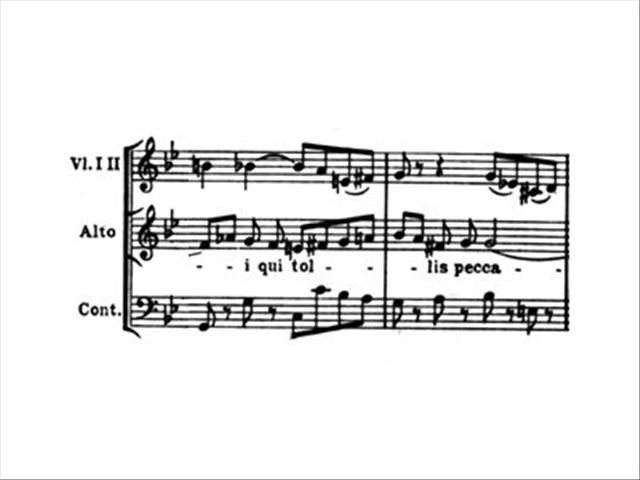 Vl. I II
Alto
- - i qui tol - - - lis pecca - -
Cont.